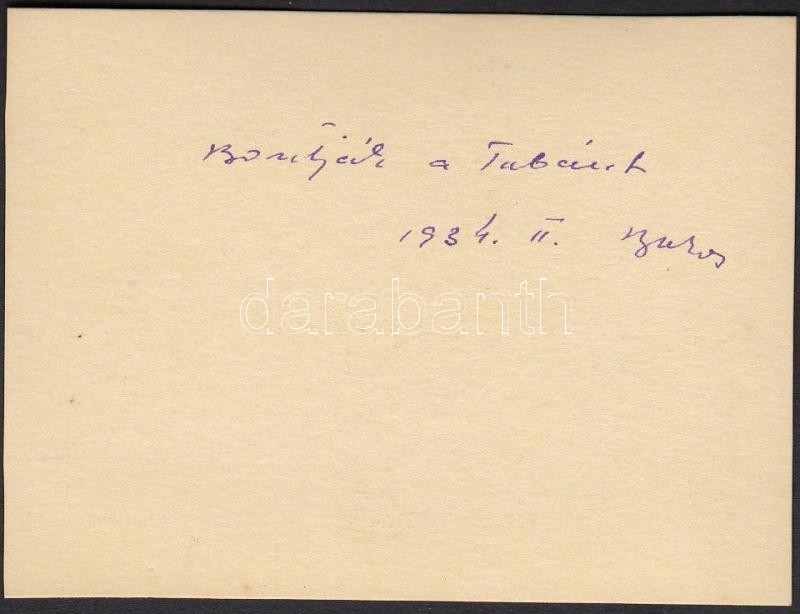 Bontják a Tabánt
1934. II.
darabanth